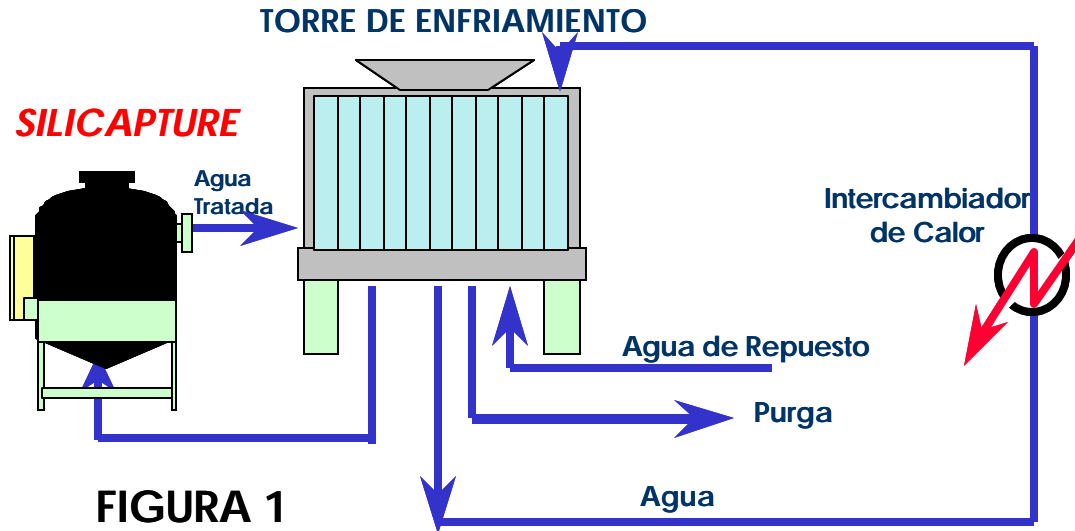 TORRE DE ENFRIAMIENTO
SILICAPTURE
Agua
Tratada
Intercambiador
de Calor
Agua de Repuesto
Purga
Agua
FIGURA 1